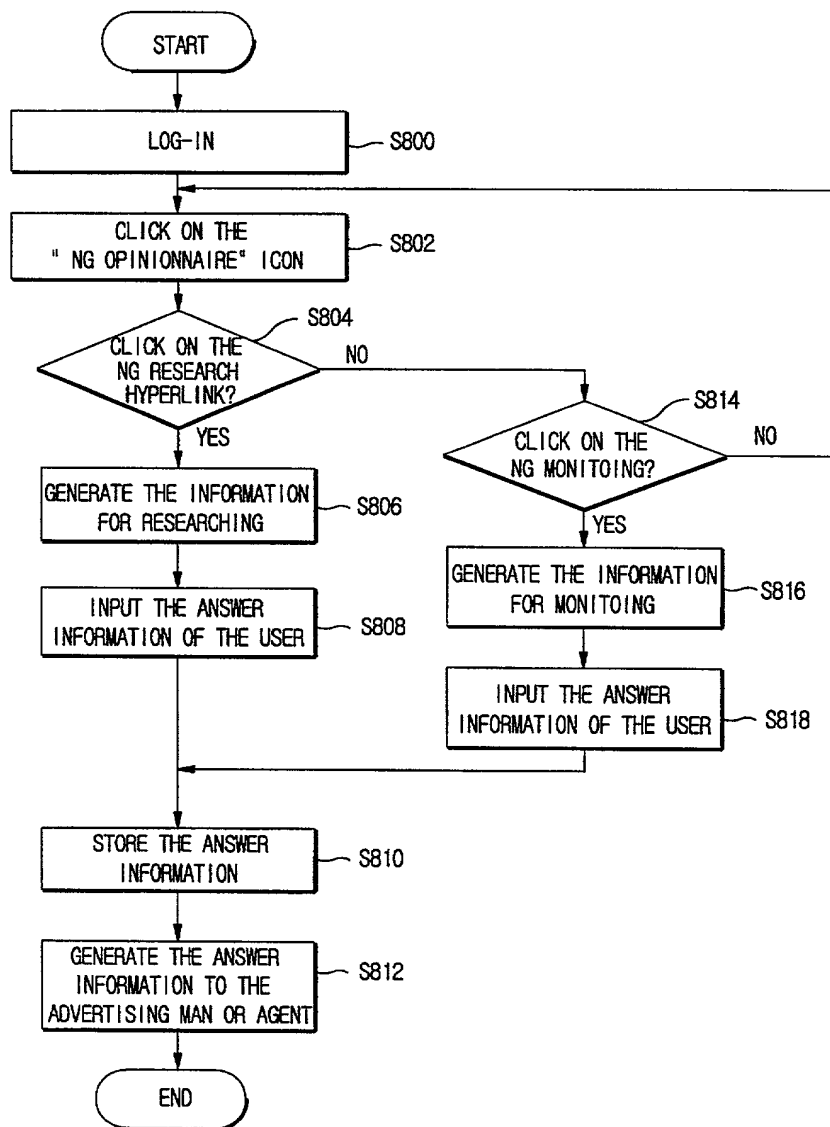 START
LOG-IN
S800
CLICK ON THE
" NG OPINIONNAIRE" ICON
S802
CLICK ON THE
NG RESEARCH
HYPERLINK?
S804
NO
YES
GENERATE THE INFORMATION
FOR RESEARCHING
S806
INPUT THE ANSWER
INFORMATION OF THE USER
S808
CLICK ON THE
NG MONITOING?
S814
NO
YES
GENERATE THE INFORMATION
FOR MONITOING
S816
INPUT THE ANSWER
INFORMATION OF THE USER
S818
STORE THE ANSWER
INFORMATION
S810
GENERATE THE ANSWER
INFORMATION TO THE
ADVERTISING MAN OR AGENT
S812
END